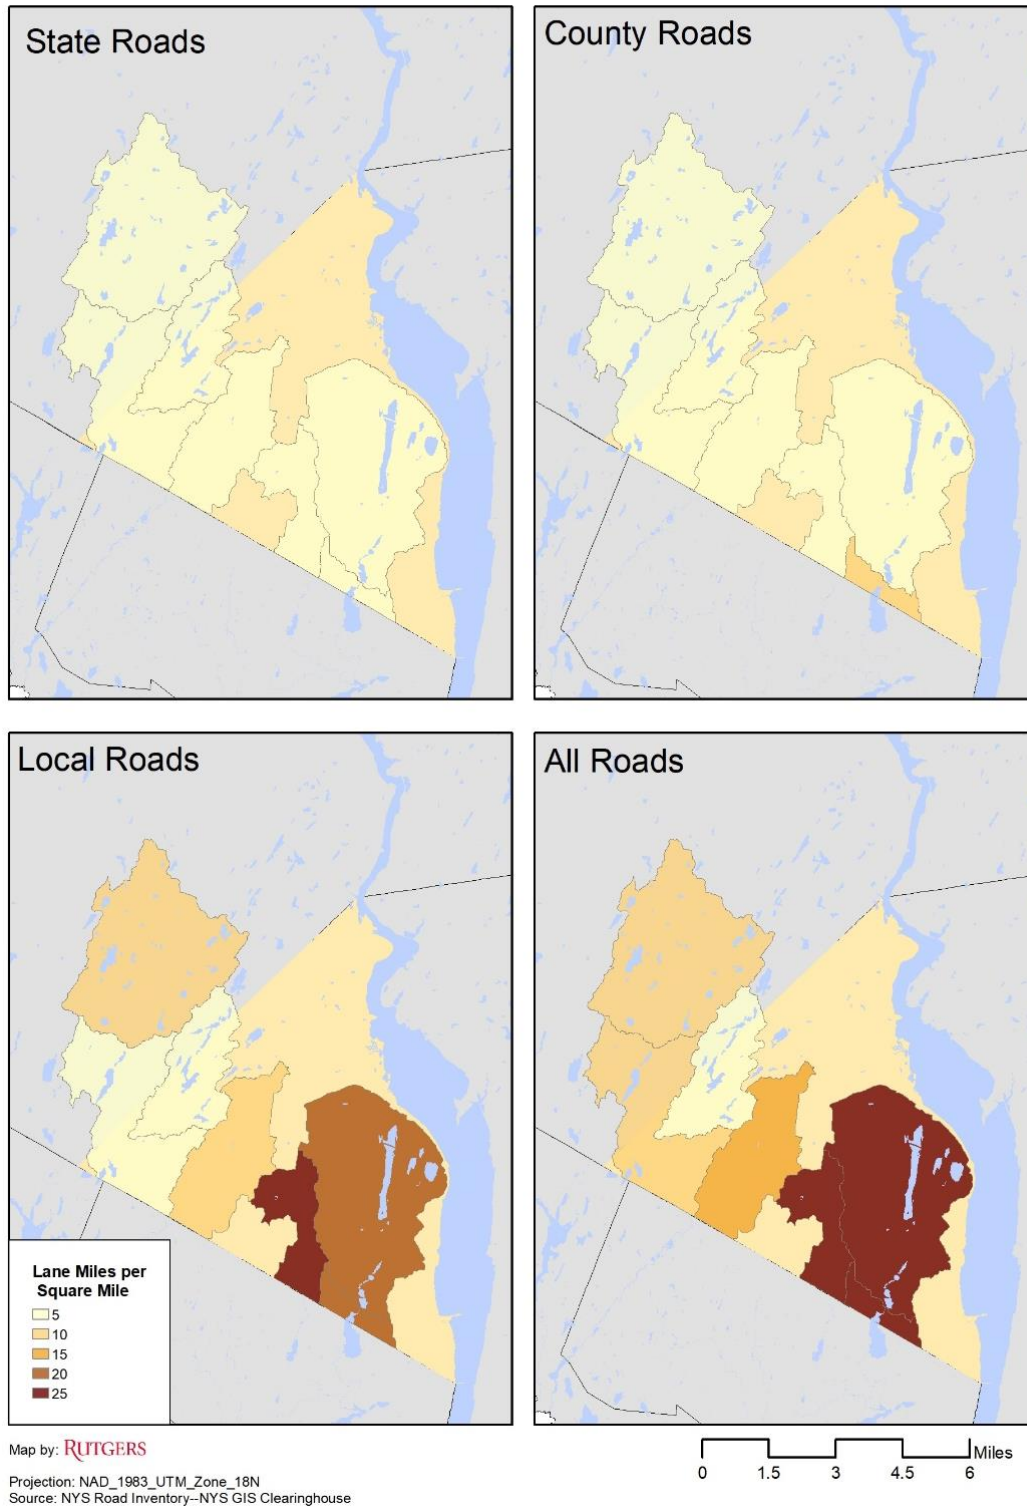 State Roads
County Roads
Local Roads
All Roads
Lane Miles per
Square Mile
5
10
15
20
25
Map by: RUTGERS
Projection: NAD_1983_UTM_Zone_18N
Source: NYS Road Inventory--NYS GIS Clearinghouse
Miles
0 1.5 3 4.5 6